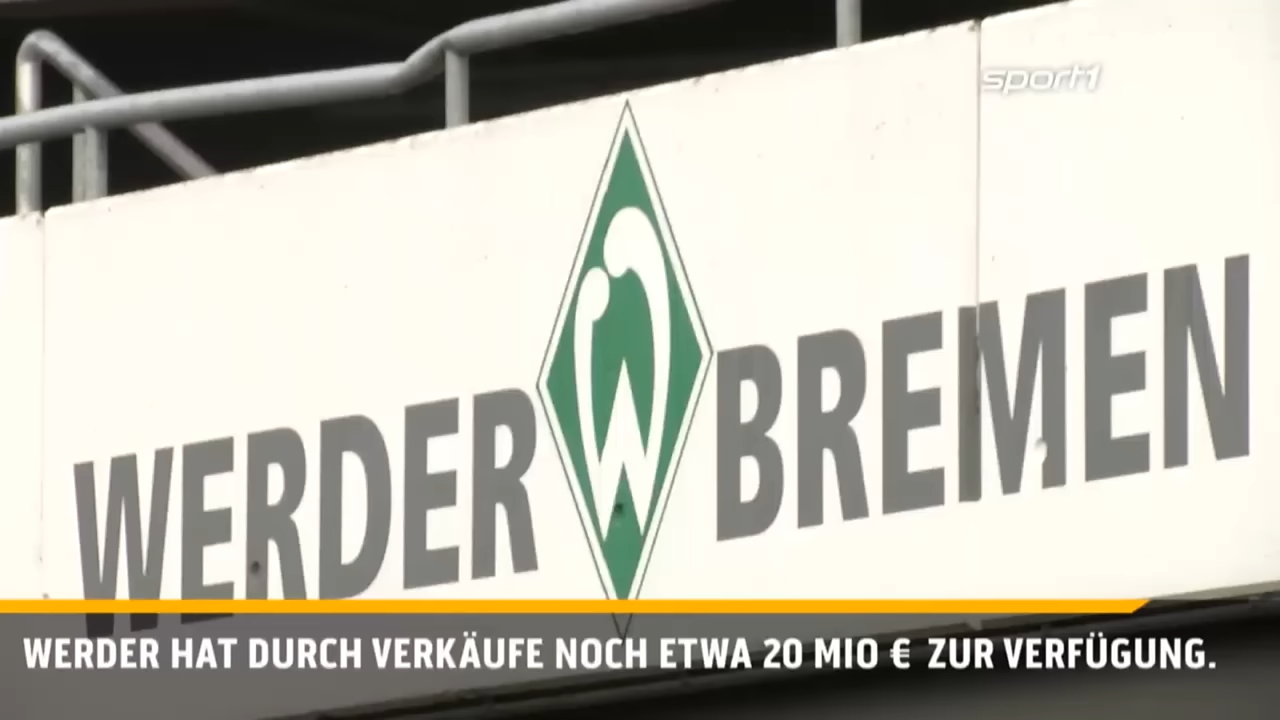 sport1
WERDER BREMEN
WERDER HAT DURCH VERKÄUFE NOCH ETWA 20 MIO € ZUR VERFÜGUNG.